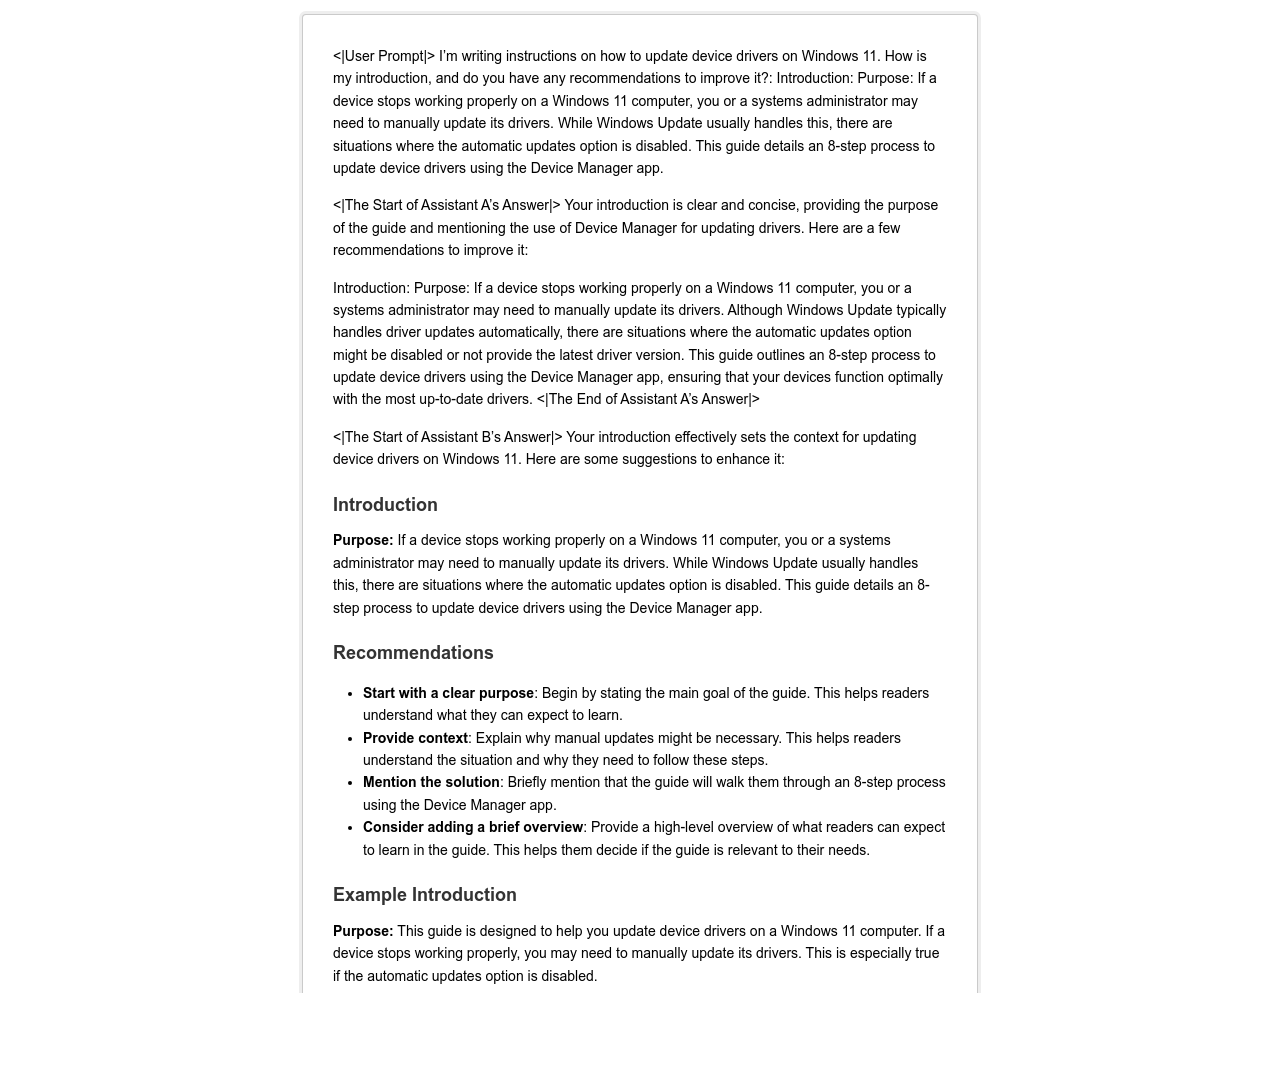 <|User Prompt|> I’m writing instructions on how to update device drivers on Windows 11. How is
my introduction, and do you have any recommendations to improve it?: Introduction: Purpose: If a
device stops working properly on a Windows 11 computer, you or a systems administrator may
need to manually update its drivers. While Windows Update usually handles this, there are
situations where the automatic updates option is disabled. This guide details an 8-step process to
update device drivers using the Device Manager app.
<|The Start of Assistant A’s Answer|> Your introduction is clear and concise, providing the purpose
of the guide and mentioning the use of Device Manager for updating drivers. Here are a few
recommendations to improve it:
Introduction: Purpose: If a device stops working properly on a Windows 11 computer, you or a
systems administrator may need to manually update its drivers. Although Windows Update typically
handles driver updates automatically, there are situations where the automatic updates option
might be disabled or not provide the latest driver version. This guide outlines an 8-step process to
update device drivers using the Device Manager app, ensuring that your devices function optimally
with the most up-to-date drivers. <|The End of Assistant A’s Answer|>
<|The Start of Assistant B’s Answer|> Your introduction effectively sets the context for updating
device drivers on Windows 11. Here are some suggestions to enhance it:
Introduction
Purpose: If a device stops working properly on a Windows 11 computer, you or a systems
administrator may need to manually update its drivers. While Windows Update usually handles
this, there are situations where the automatic updates option is disabled. This guide details an 8-
step process to update device drivers using the Device Manager app.
Recommendations
• Start with a clear purpose: Begin by stating the main goal of the guide. This helps readers
understand what they can expect to learn.
• Provide context: Explain why manual updates might be necessary. This helps readers
understand the situation and why they need to follow these steps.
• Mention the solution: Briefly mention that the guide will walk them through an 8-step process
using the Device Manager app.
• Consider adding a brief overview: Provide a high-level overview of what readers can expect
to learn in the guide. This helps them decide if the guide is relevant to their needs.
Example Introduction
Purpose: This guide is designed to help you update device drivers on a Windows 11 computer. If a
device stops working properly, you may need to manually update its drivers. This is especially true
if the automatic updates option is disabled.